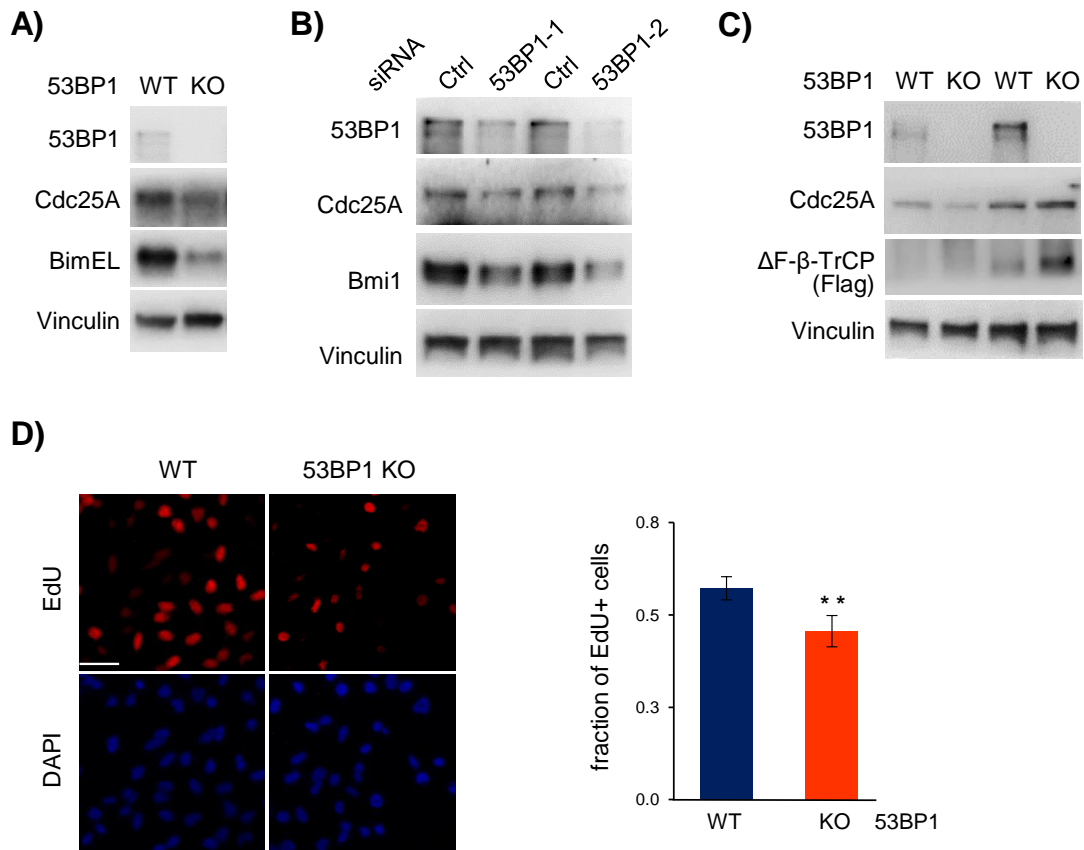 A)
53BP1 WT KO
53BP1
Cdc25A
BimEL
Vinculin
B)
siRNA Ctrl 53BP1-1 Ctrl 53BP1-2
53BP1
Cdc25A
Bmi1
Vinculin
C)
53BP1 WT KO WT KO
53BP1
Cdc25A
ΔF-β-TrCP
(Flag)
Vinculin
D)
WT 53BP1 KO
EdU
DAPI
fraction of EdU+ cells
0.8
0.5
0.3
0.0
**
WT KO 53BP1